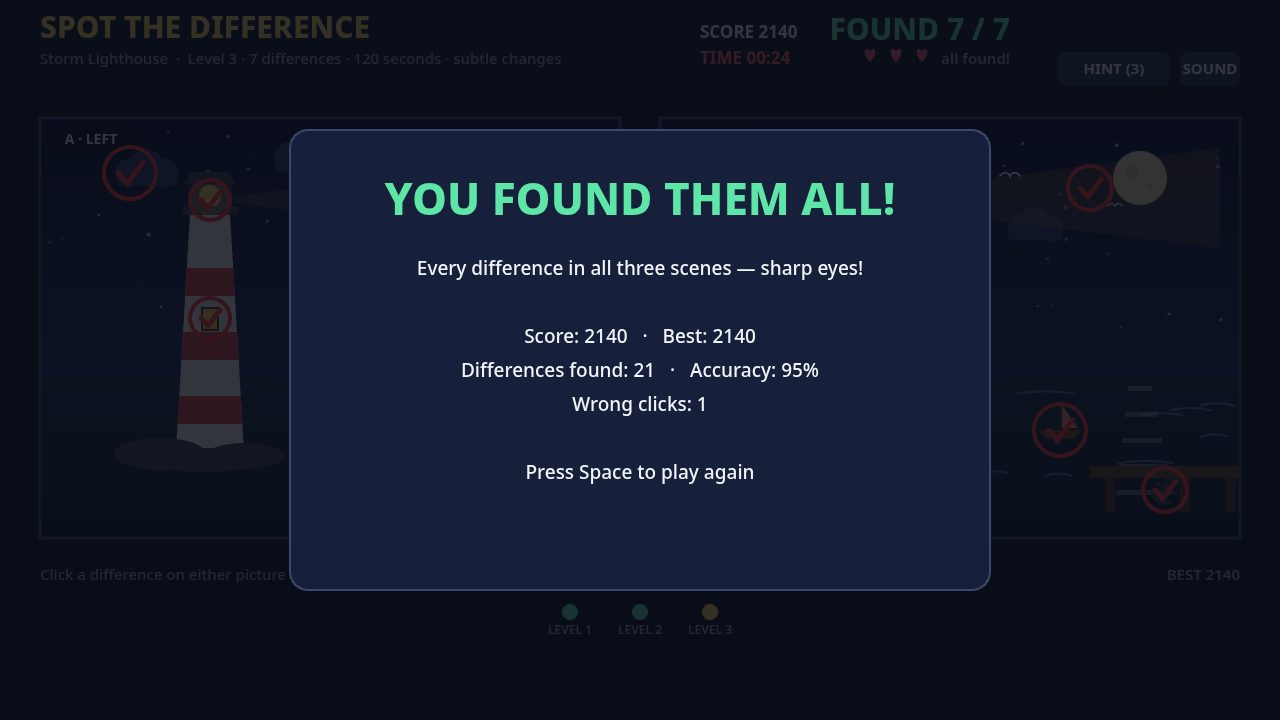 SPOT THE DIFFERENCE
Storm Lighthouse · Level 3 · 7 differences · 120 seconds · subtle changes
SCORE 2140
FOUND 7 / 7
TIME 00:24
all found!
HINT (3)
SOUND
A · LEFT
YOU FOUND THEM ALL!
Every difference in all three scenes — sharp eyes!
Score: 2140 · Best: 2140
Differences found: 21 · Accuracy: 95%
Wrong clicks: 1
Press Space to play again
Click a difference on either picture
BEST 2140
LEVEL 1
LEVEL 2
LEVEL 3